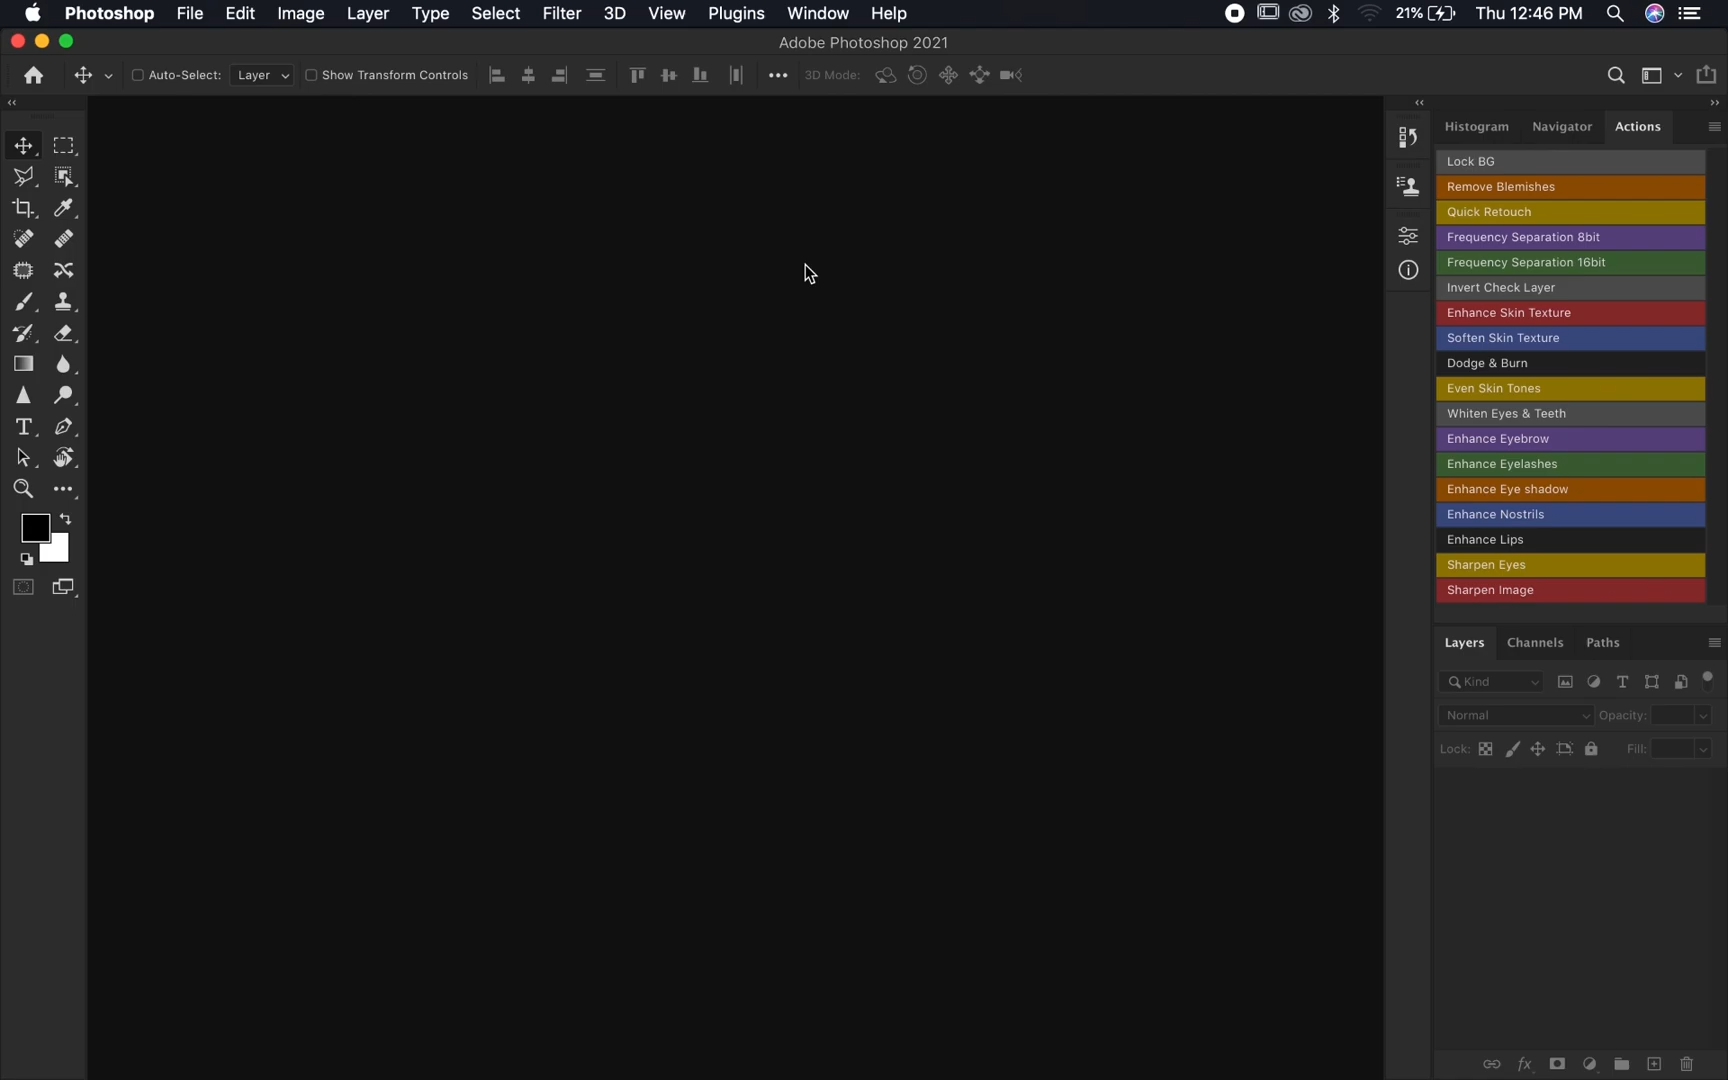 Photoshop File Edit Image Layer Type Select Filter 3D View Plugins Window Help 21% Thu 12:46 PM
Adobe Photoshop 2021
Auto-Select: Layer Show Transform Controls 3D Mode:
Histogram Navigator Actions
Lock BG
Remove Blemishes
Quick Retouch
Frequency Separation 8bit
Frequency Separation 16bit
Invert Check Layer
Enhance Skin Texture
Soften Skin Texture
Dodge & Burn
Even Skin Tones
Whiten Eyes & Teeth
Enhance Eyebrow
Enhance Eyelashes
Enhance Eye shadow
Enhance Nostrils
Enhance Lips
Sharpen Eyes
Sharpen Image
Layers Channels Paths
Kind
Normal Opacity:
Lock: Fill: